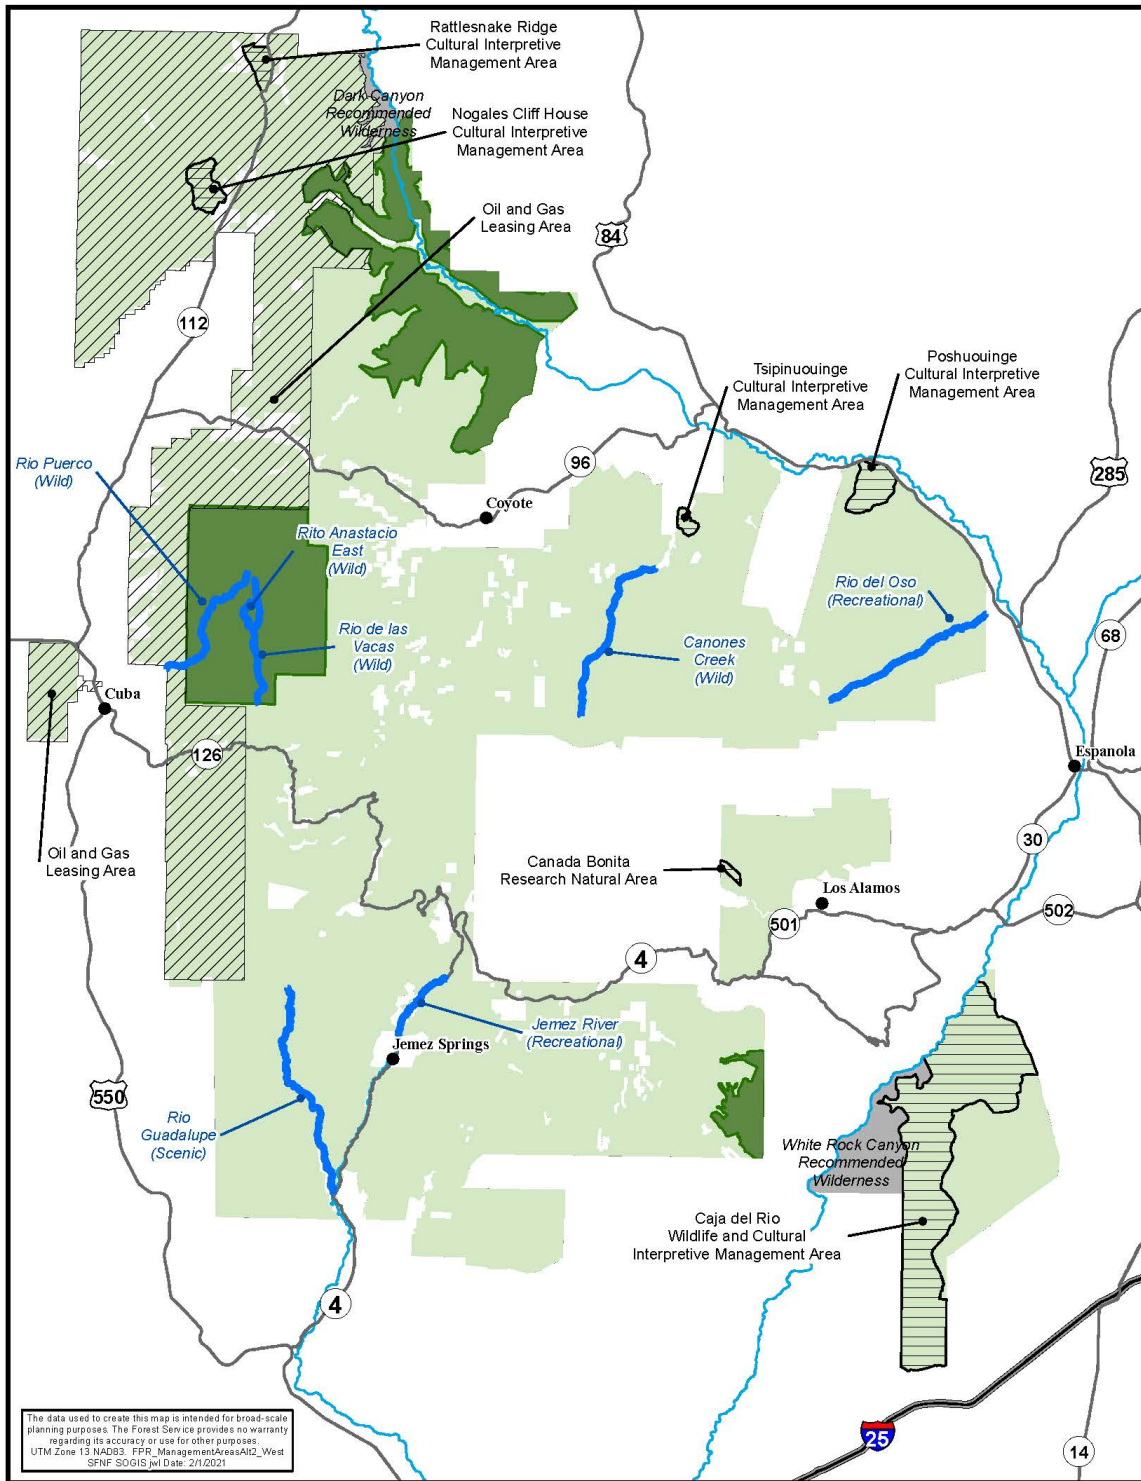 Rattlesnake Ridge
Cultural Interpretive
Management Area
Dark Canyon
Recommended
Wilderness
Nogales Cliff House
Cultural Interpretive
Management Area
Oil and Gas
Leasing Area
84
112
Tsipinuouinge
Cultural Interpretive
Management Area
Poshuouinge
Cultural Interpretive
Management Area
Rio Puerco
(Wild)
96
285
Coyote
Rito Anastacio
East
(Wild)
Rio del Oso
(Recreational)
Rio de las
Vacas
(Wild)
Canones
Creek
(Wild)
68
Cuba
126
Espanola
Oil and Gas
Leasing Area
30
Canada Bonita
Research Natural Area
Los Alamos
501
502
4
Jemez River
(Recreational)
Jemez Springs
550
Rio
Guadalupe
(Scenic)
White Rock Canyon
Recommended
Wilderness
Caja del Rio
Wildlife and Cultural
Interpretive Management Area
4
25
14
The data used to create this map is intended for broad-scale
planning purposes. The Forest Service provides no warranty
regarding its accuracy or use for other purposes.
UTM Zone 13 NAD83. FPR_ManagementAreasAlt2_West
SFNF SOGIS jwl Date: 2/1/2021